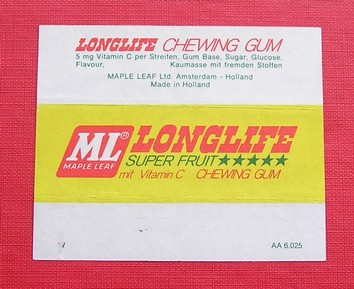 LONGLIFE CHEWING GUM
5 mg Vitamin C per Streifen, Gum Base, Sugar, Glucose,
Flavour, Kaumasse mit fremden Stoffen
MAPLE LEAF Ltd. Amsterdam - Holland
Made in Holland
ML® LONGLIFE
MAPLE LEAF SUPER FRUIT★★★★★
mit Vitamin C CHEWING GUM
AA 6.025